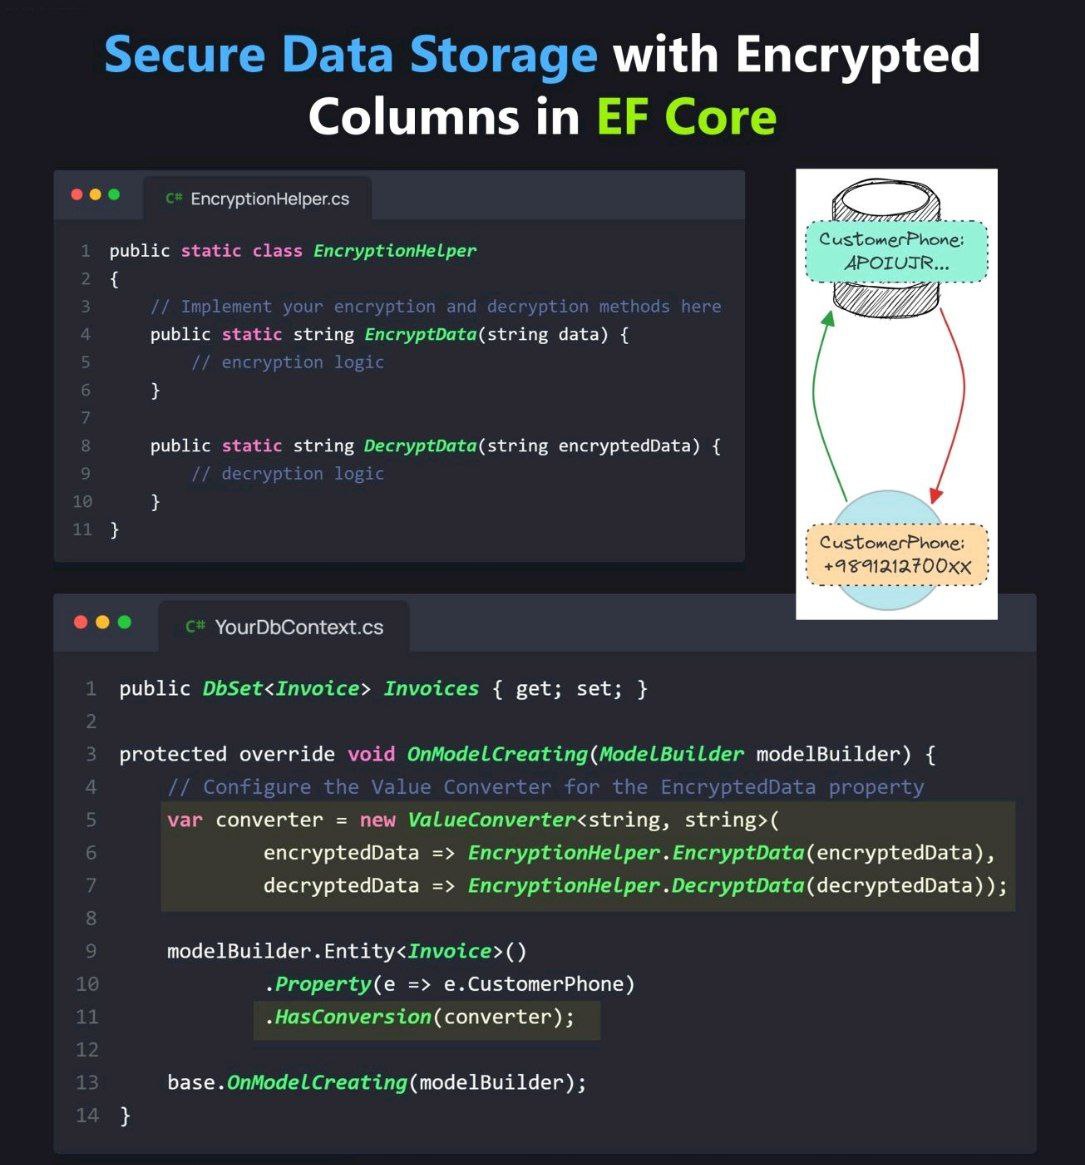 Secure Data Storage with Encrypted
Columns in EF Core
C# EncryptionHelper.cs
1 public static class EncryptionHelper
2 {
3 // Implement your encryption and decryption methods here
4 public static string EncryptData(string data) {
5 // encryption logic
6 }
7
8 public static string DecryptData(string encryptedData) {
9 // decryption logic
10 }
11 }
CustomerPhone:
APOIUJR...
CustomerPhone:
+9891212700xx
C# YourDbContext.cs
1 public DbSet<Invoice> Invoices { get; set; }
2
3 protected override void OnModelCreating(ModelBuilder modelBuilder) {
4 // Configure the Value Converter for the EncryptedData property
5 var converter = new ValueConverter<string, string>(
6 encryptedData => EncryptionHelper.EncryptData(encryptedData),
7 decryptedData => EncryptionHelper.DecryptData(decryptedData));
8
9 modelBuilder.Entity<Invoice>()
10 .Property(e => e.CustomerPhone)
11 .HasConversion(converter);
12
13 base.OnModelCreating(modelBuilder);
14 }